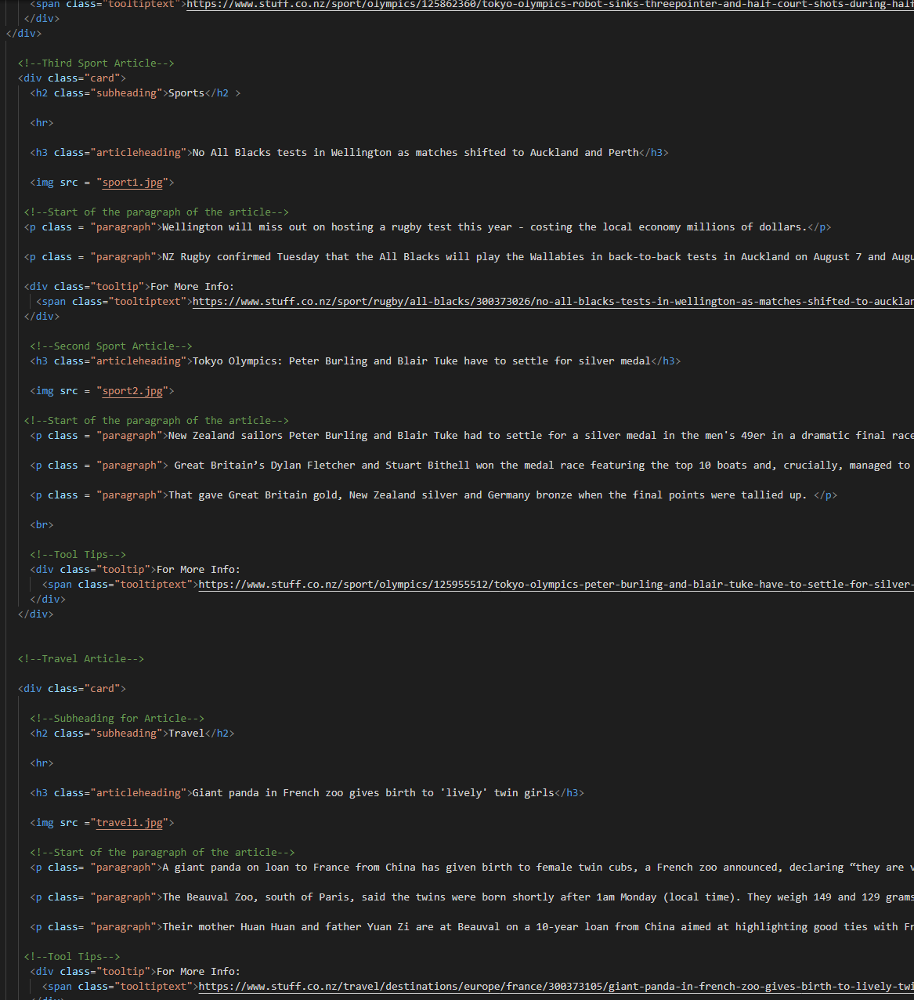 <span class="tooltiptext">https://www.stuff.co.nz/sport/olympics/125862360/tokyo-olympics-robot-sinks-threepointer-and-half-court-shots-during-half
</div>
</div>
<!--Third Sport Article-->
<div class="card">
<h2 class="subheading">Sports</h2 >
<hr>
<h3 class="articleheading">No All Blacks tests in Wellington as matches shifted to Auckland and Perth</h3>
<img src = "sport1.jpg">
<!--Start of the paragraph of the article-->
<p class = "paragraph">Wellington will miss out on hosting a rugby test this year - costing the local economy millions of dollars.</p>
<p class = "paragraph">NZ Rugby confirmed Tuesday that the All Blacks will play the Wallabies in back-to-back tests in Auckland on August 7 and Augu
<div class="tooltip">For More Info:
<span class="tooltiptext">https://www.stuff.co.nz/sport/rugby/all-blacks/300373026/no-all-blacks-tests-in-wellington-as-matches-shifted-to-aucklan
</div>
<!--Second Sport Article-->
<h3 class="articleheading">Tokyo Olympics: Peter Burling and Blair Tuke have to settle for silver medal</h3>
<img src = "sport2.jpg">
<!--Start of the paragraph of the article-->
<p class = "paragraph">New Zealand sailors Peter Burling and Blair Tuke had to settle for a silver medal in the men's 49er in a dramatic final race
<p class = "paragraph"> Great Britain’s Dylan Fletcher and Stuart Bithell won the medal race featuring the top 10 boats and, crucially, managed to
<p class = "paragraph">That gave Great Britain gold, New Zealand silver and Germany bronze when the final points were tallied up. </p>
<br>
<!--Tool Tips-->
<div class="tooltip">For More Info:
<span class="tooltiptext">https://www.stuff.co.nz/sport/olympics/125955512/tokyo-olympics-peter-burling-and-blair-tuke-have-to-settle-for-silver-
</div>
</div>
<!--Travel Article-->
<div class="card">
<!--Subheading for Article-->
<h2 class="subheading">Travel</h2>
<hr>
<h3 class="articleheading">Giant panda in French zoo gives birth to 'lively' twin girls</h3>
<img src ="travel1.jpg">
<!--Start of the paragraph of the article-->
<p class= "paragraph">A giant panda on loan to France from China has given birth to female twin cubs, a French zoo announced, declaring “they are v
<p class= "paragraph">The Beauval Zoo, south of Paris, said the twins were born shortly after 1am Monday (local time). They weigh 149 and 129 grams
<p class= "paragraph">Their mother Huan Huan and father Yuan Zi are at Beauval on a 10-year loan from China aimed at highlighting good ties with Fr
<!--Tool Tips-->
<div class="tooltip">For More Info:
<span class="tooltiptext">https://www.stuff.co.nz/travel/destinations/europe/france/300373105/giant-panda-in-french-zoo-gives-birth-to-lively-twi
</div>